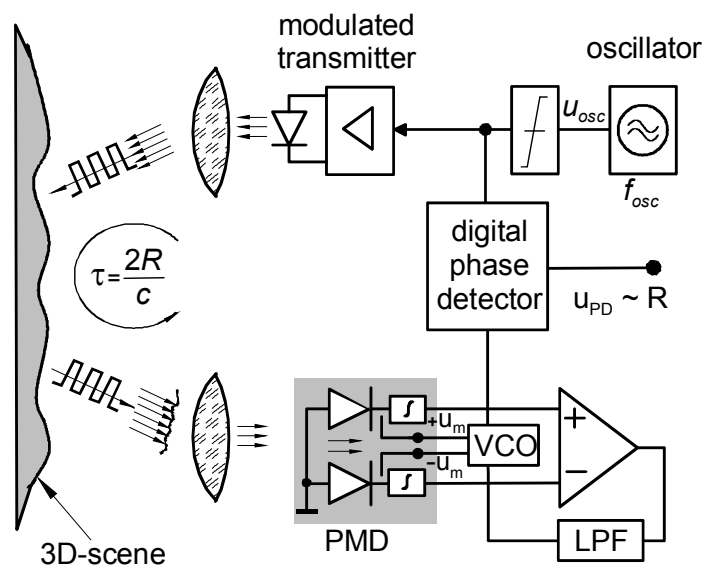 modulated
transmitter
oscillator
u_osc
f_osc
digital
phase
detector
u_PD ~ R
τ = 2R/c
+u_m
VCO
-u_m
+
−
∫
∫
PMD
LPF
3D-scene